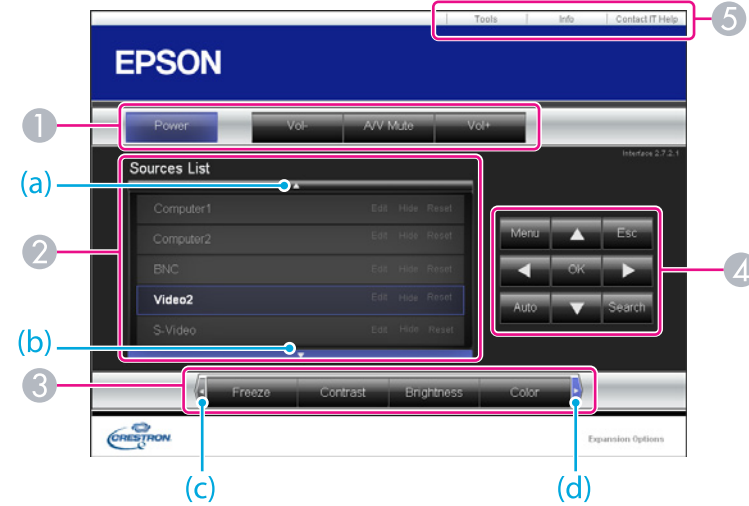 Tools Info Contact IT Help 5
EPSON
1 Power Vol- A/V Mute Vol+
Interface 2.7.2.1
Sources List
(a)
Computer1 Edit Hide Reset
Computer2 Edit Hide Reset
2 BNC Edit Hide Reset
Video2 Edit Hide Reset
S-Video Edit Hide Reset
(b)
Menu Esc
OK 4
Auto Search
3 Freeze Contrast Brightness Color
CRESTRON Expansion Options
(c) (d)